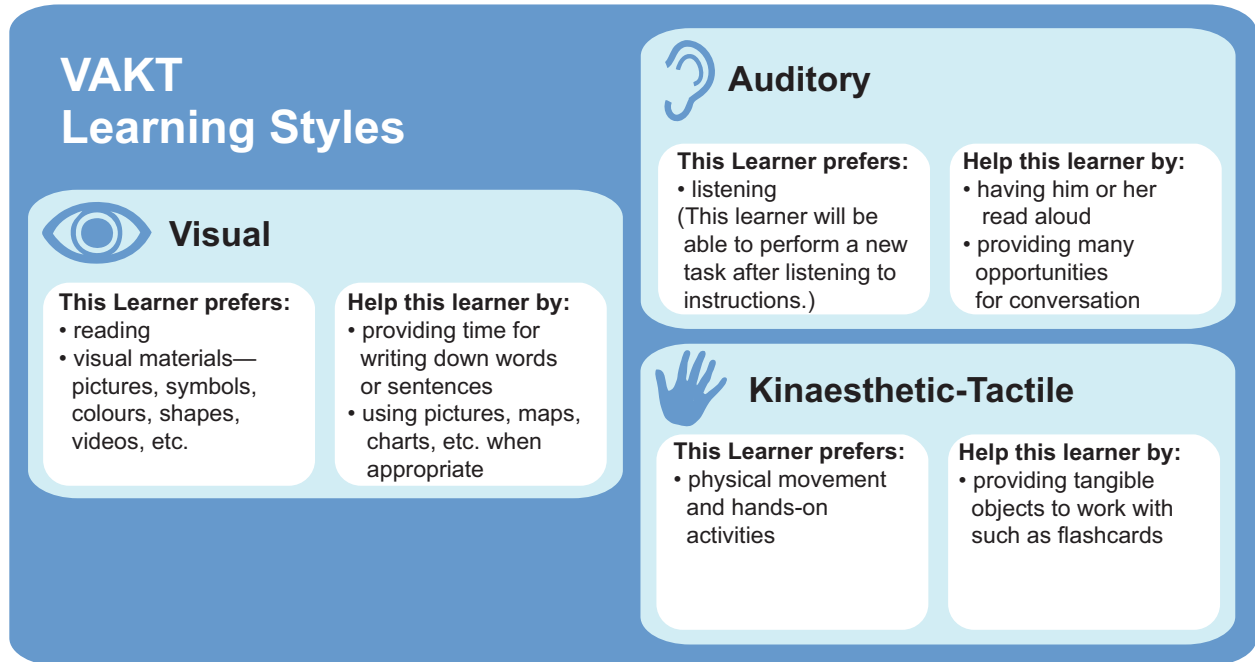 VAKT
Learning Styles
Visual
This Learner prefers:
• reading
• visual materials—
pictures, symbols,
colours, shapes,
videos, etc.
Help this learner by:
• providing time for
writing down words
or sentences
• using pictures, maps,
charts, etc. when
appropriate
Auditory
This Learner prefers:
• listening
(This learner will be
able to perform a new
task after listening to
instructions.)
Help this learner by:
• having him or her
read aloud
• providing many
opportunities
for conversation
Kinaesthetic-Tactile
This Learner prefers:
• physical movement
and hands-on
activities
Help this learner by:
• providing tangible
objects to work with
such as flashcards